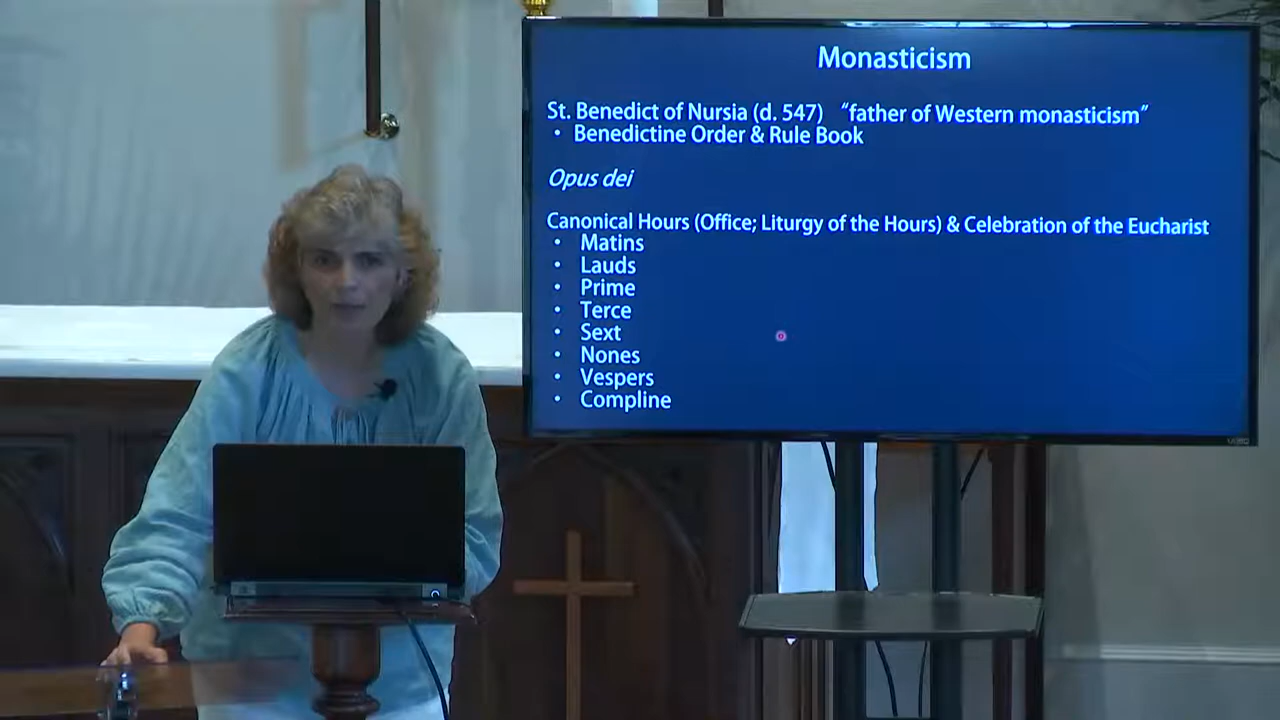 Monasticism
St. Benedict of Nursia (d. 547) “father of Western monasticism”
• Benedictine Order & Rule Book
Opus dei
Canonical Hours (Office; Liturgy of the Hours) & Celebration of the Eucharist
• Matins
• Lauds
• Prime
• Terce
• Sext
• Nones
• Vespers
• Compline